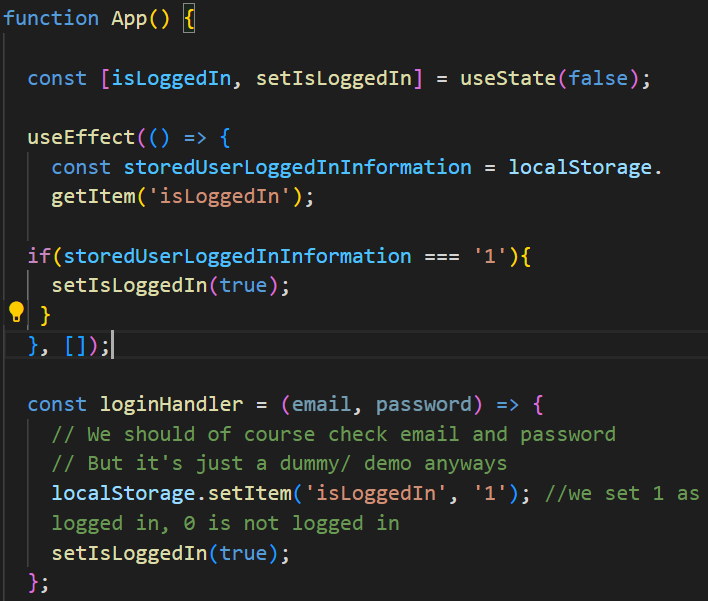 function App() {
const [isLoggedIn, setIsLoggedIn] = useState(false);
useEffect(() => {
const storedUserLoggedInInformation = localStorage.
getItem('isLoggedIn');
if(storedUserLoggedInInformation === '1'){
setIsLoggedIn(true);
}
}, []);
const loginHandler = (email, password) => {
// We should of course check email and password
// But it's just a dummy/ demo anyways
localStorage.setItem('isLoggedIn', '1'); //we set 1 as
logged in, 0 is not logged in
setIsLoggedIn(true);
};